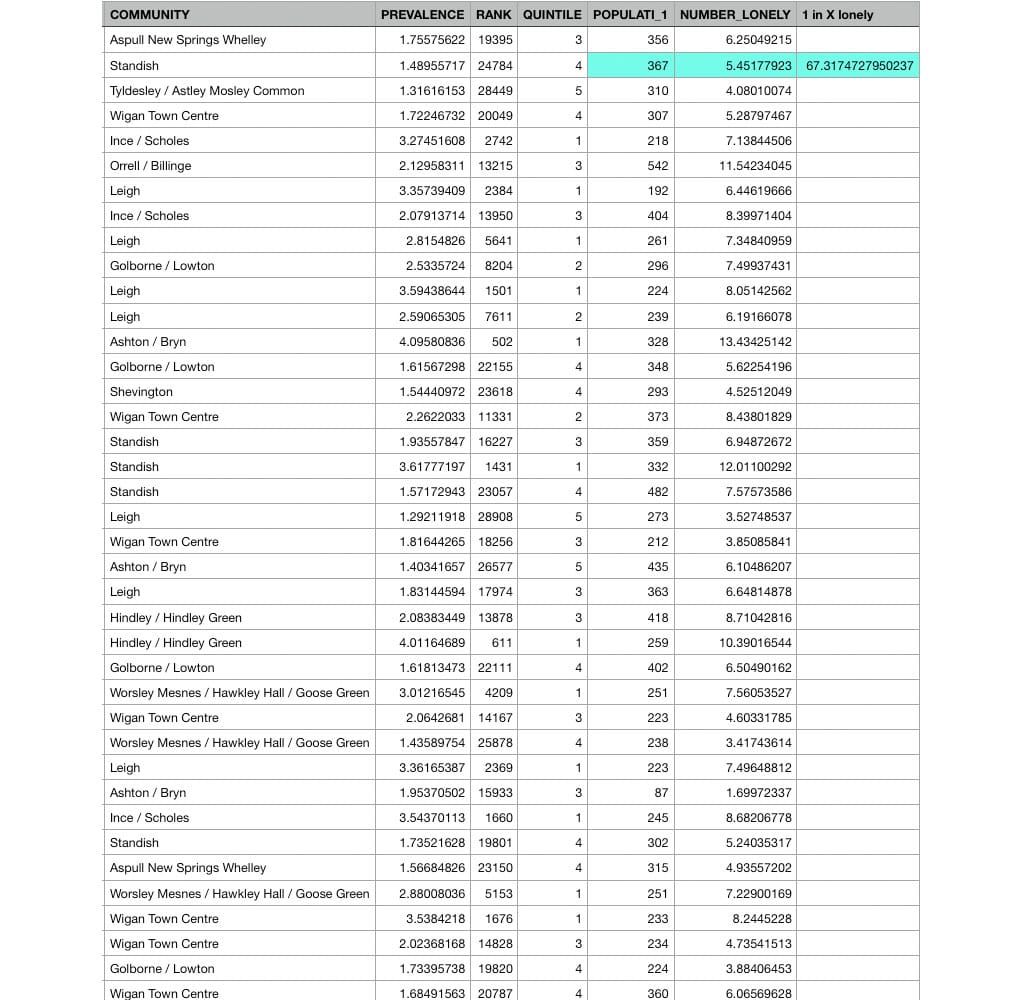 COMMUNITY PREVALENCE RANK QUINTILE POPULATI_1 NUMBER_LONELY 1 in X lonely
Aspull New Springs Whelley 1.75575622 19395 3 356 6.25049215
Standish 1.48955717 24784 4 367 5.45177923 67.3174727950237
Tyldesley / Astley Mosley Common 1.31616153 28449 5 310 4.08010074
Wigan Town Centre 1.72246732 20049 4 307 5.28797467
Ince / Scholes 3.27451608 2742 1 218 7.13844506
Orrell / Billinge 2.12958311 13215 3 542 11.54234045
Leigh 3.35739409 2384 1 192 6.44619666
Ince / Scholes 2.07913714 13950 3 404 8.39971404
Leigh 2.8154826 5641 1 261 7.34840959
Golborne / Lowton 2.5335724 8204 2 296 7.49937431
Leigh 3.59438644 1501 1 224 8.05142562
Leigh 2.59065305 7611 2 239 6.19166078
Ashton / Bryn 4.09580836 502 1 328 13.43425142
Golborne / Lowton 1.61567298 22155 4 348 5.62254196
Shevington 1.54440972 23618 4 293 4.52512049
Wigan Town Centre 2.2622033 11331 2 373 8.43801829
Standish 1.93557847 16227 3 359 6.94872672
Standish 3.61777197 1431 1 332 12.01100292
Standish 1.57172943 23057 4 482 7.57573586
Leigh 1.29211918 28908 5 273 3.52748537
Wigan Town Centre 1.81644265 18256 3 212 3.85085841
Ashton / Bryn 1.40341657 26577 5 435 6.10486207
Leigh 1.83144594 17974 3 363 6.64814878
Hindley / Hindley Green 2.08383449 13878 3 418 8.71042816
Hindley / Hindley Green 4.01164689 611 1 259 10.39016544
Golborne / Lowton 1.61813473 22111 4 402 6.50490162
Worsley Mesnes / Hawkley Hall / Goose Green 3.01216545 4209 1 251 7.56053527
Wigan Town Centre 2.0642681 14167 3 223 4.60331785
Worsley Mesnes / Hawkley Hall / Goose Green 1.43589754 25878 4 238 3.41743614
Leigh 3.36165387 2369 1 223 7.49648812
Ashton / Bryn 1.95370502 15933 3 87 1.69972337
Ince / Scholes 3.54370113 1660 1 245 8.68206778
Standish 1.73521628 19801 4 302 5.24035317
Aspull New Springs Whelley 1.56684826 23150 4 315 4.93557202
Worsley Mesnes / Hawkley Hall / Goose Green 2.88008036 5153 1 251 7.22900169
Wigan Town Centre 3.5384218 1676 1 233 8.2445228
Wigan Town Centre 2.02368168 14828 3 234 4.73541513
Golborne / Lowton 1.73395738 19820 4 224 3.88406453
Wigan Town Centre 1.68491563 20787 4 360 6.06569628